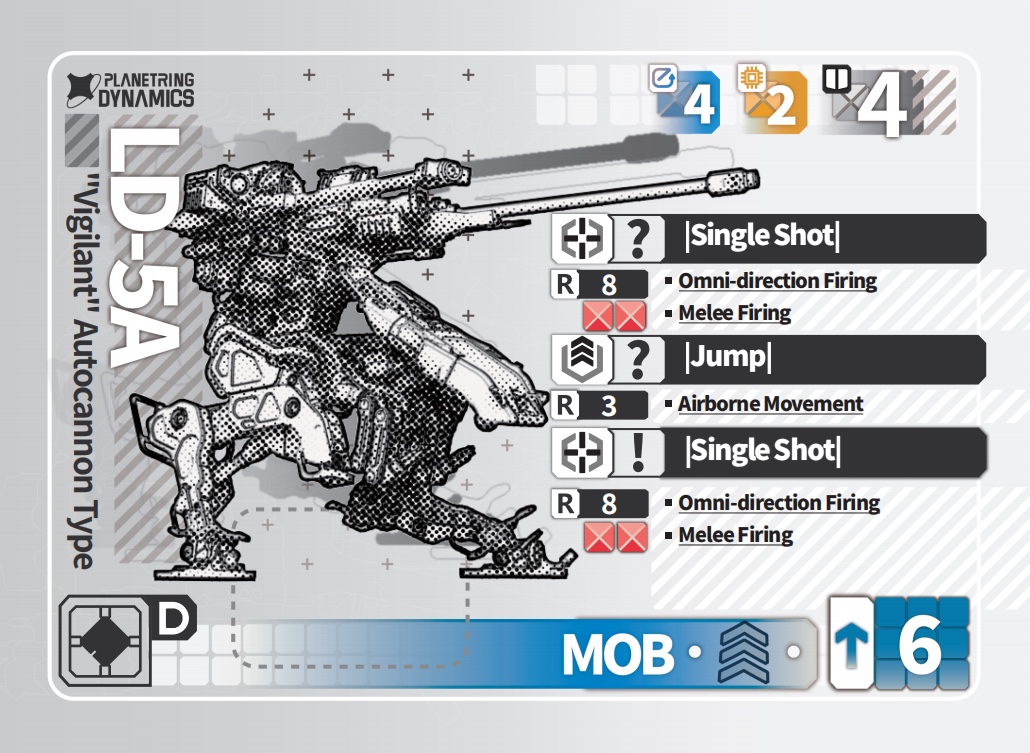 PLANETRING
DYNAMICS
4
2
4
LD-5A
"Vigilant" Autocannon Type
? |Single Shot|
R 8
▪ Omni-direction Firing
▪ Melee Firing
? |Jump|
R 3
▪ Airborne Movement
! |Single Shot|
R 8
▪ Omni-direction Firing
▪ Melee Firing
D
MOB
6